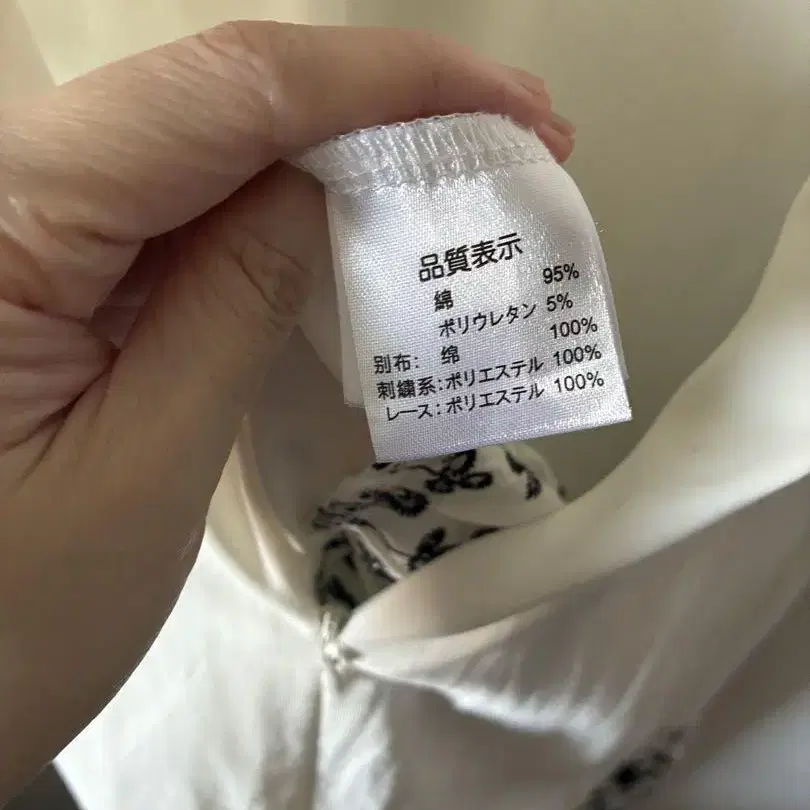 品質表示
綿 95%
ポリウレタン 5%
別布: 绵 100%
刺繍系:ポリエステル 100%
レース:ポリエステル 100%